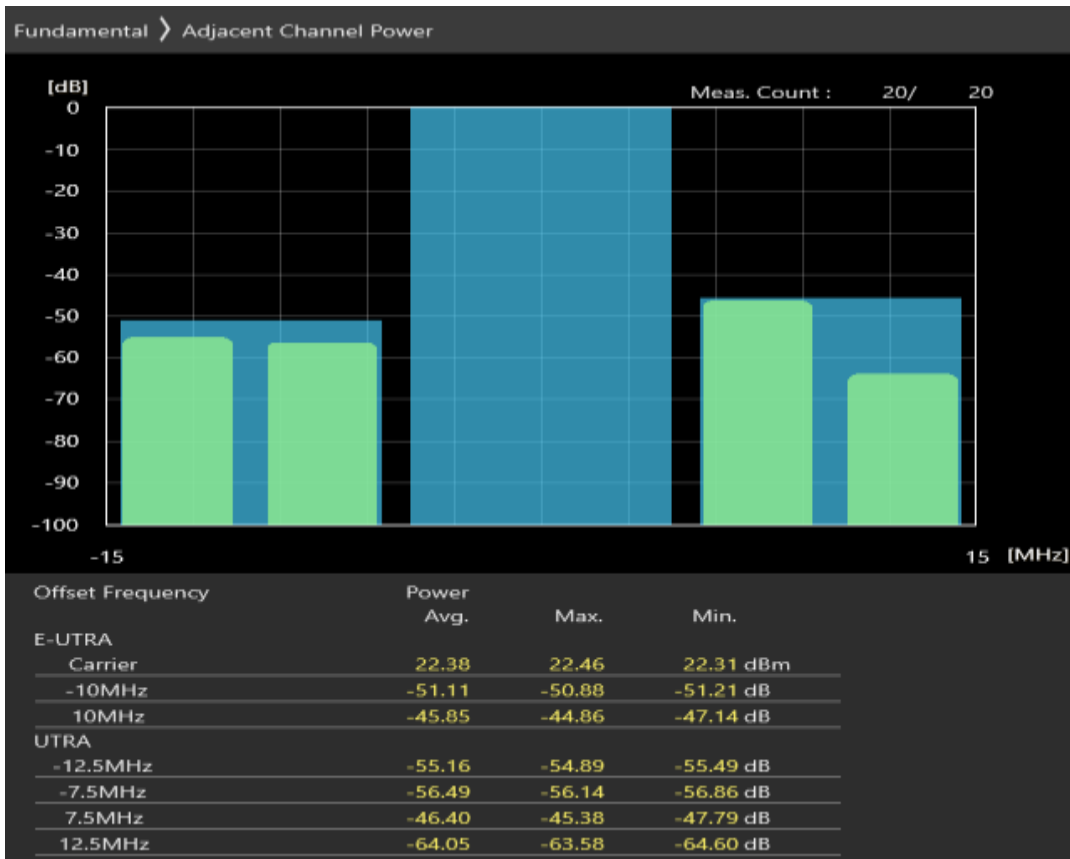 Fundamental 〉 Adjacent Channel Power
[dB]
Meas. Count : 20/ 20
0
-10
-20
-30
-40
-50
-60
-70
-80
-90
-100
-15 15 [MHz]
Offset Frequency Power
Avg. Max. Min.
E-UTRA
Carrier 22.38 22.46 22.31 dBm
-10MHz -51.11 -50.88 -51.21 dB
10MHz -45.85 -44.86 -47.14 dB
UTRA
-12.5MHz -55.16 -54.89 -55.49 dB
-7.5MHz -56.49 -56.14 -56.86 dB
7.5MHz -46.40 -45.38 -47.79 dB
12.5MHz -64.05 -63.58 -64.60 dB